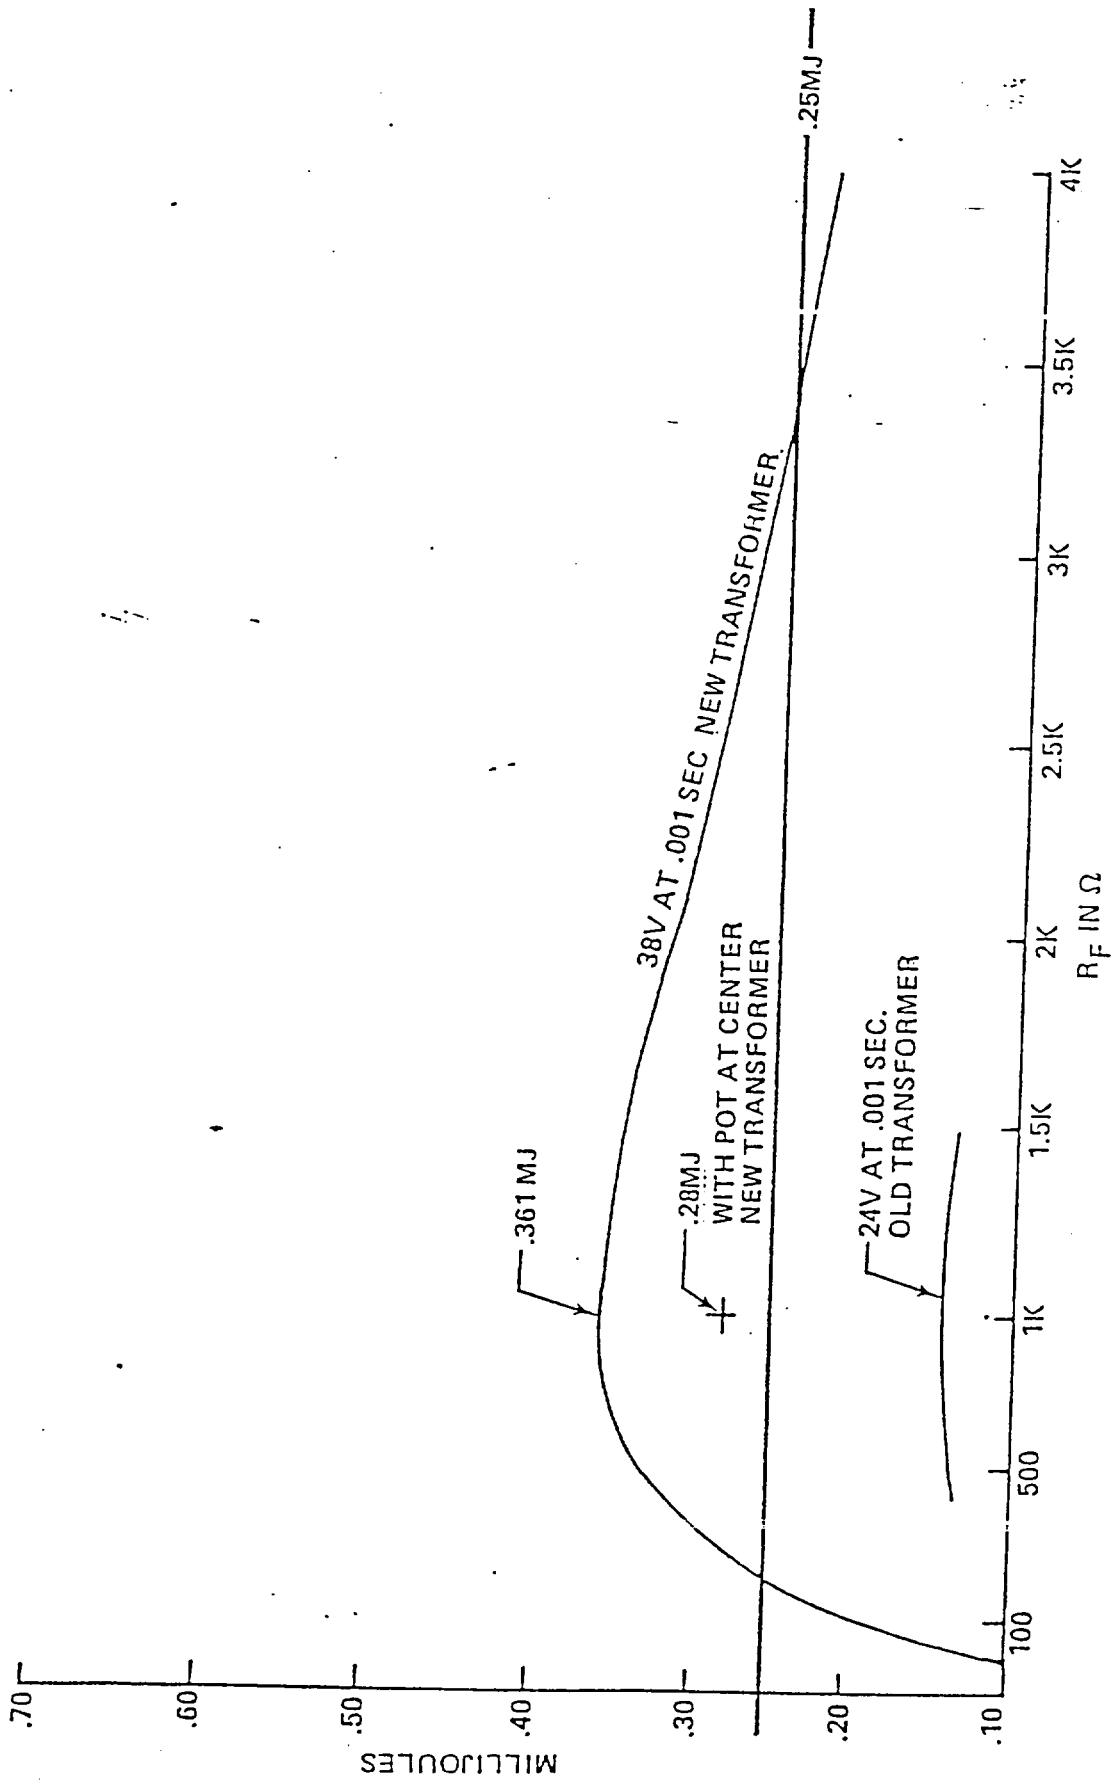 MILLIJOULES
.70
.60
.50
.40
.30
.20
.10
.361 MJ
38V AT .001 SEC NEW TRANSFORMER.
.28MJ
WITH POT AT CENTER
NEW TRANSFORMER
.25MJ
24V AT .001 SEC.
OLD TRANSFORMER
100
500
1K
1.5K
2K
2.5K
3K
3.5K
4K
RF IN Ω